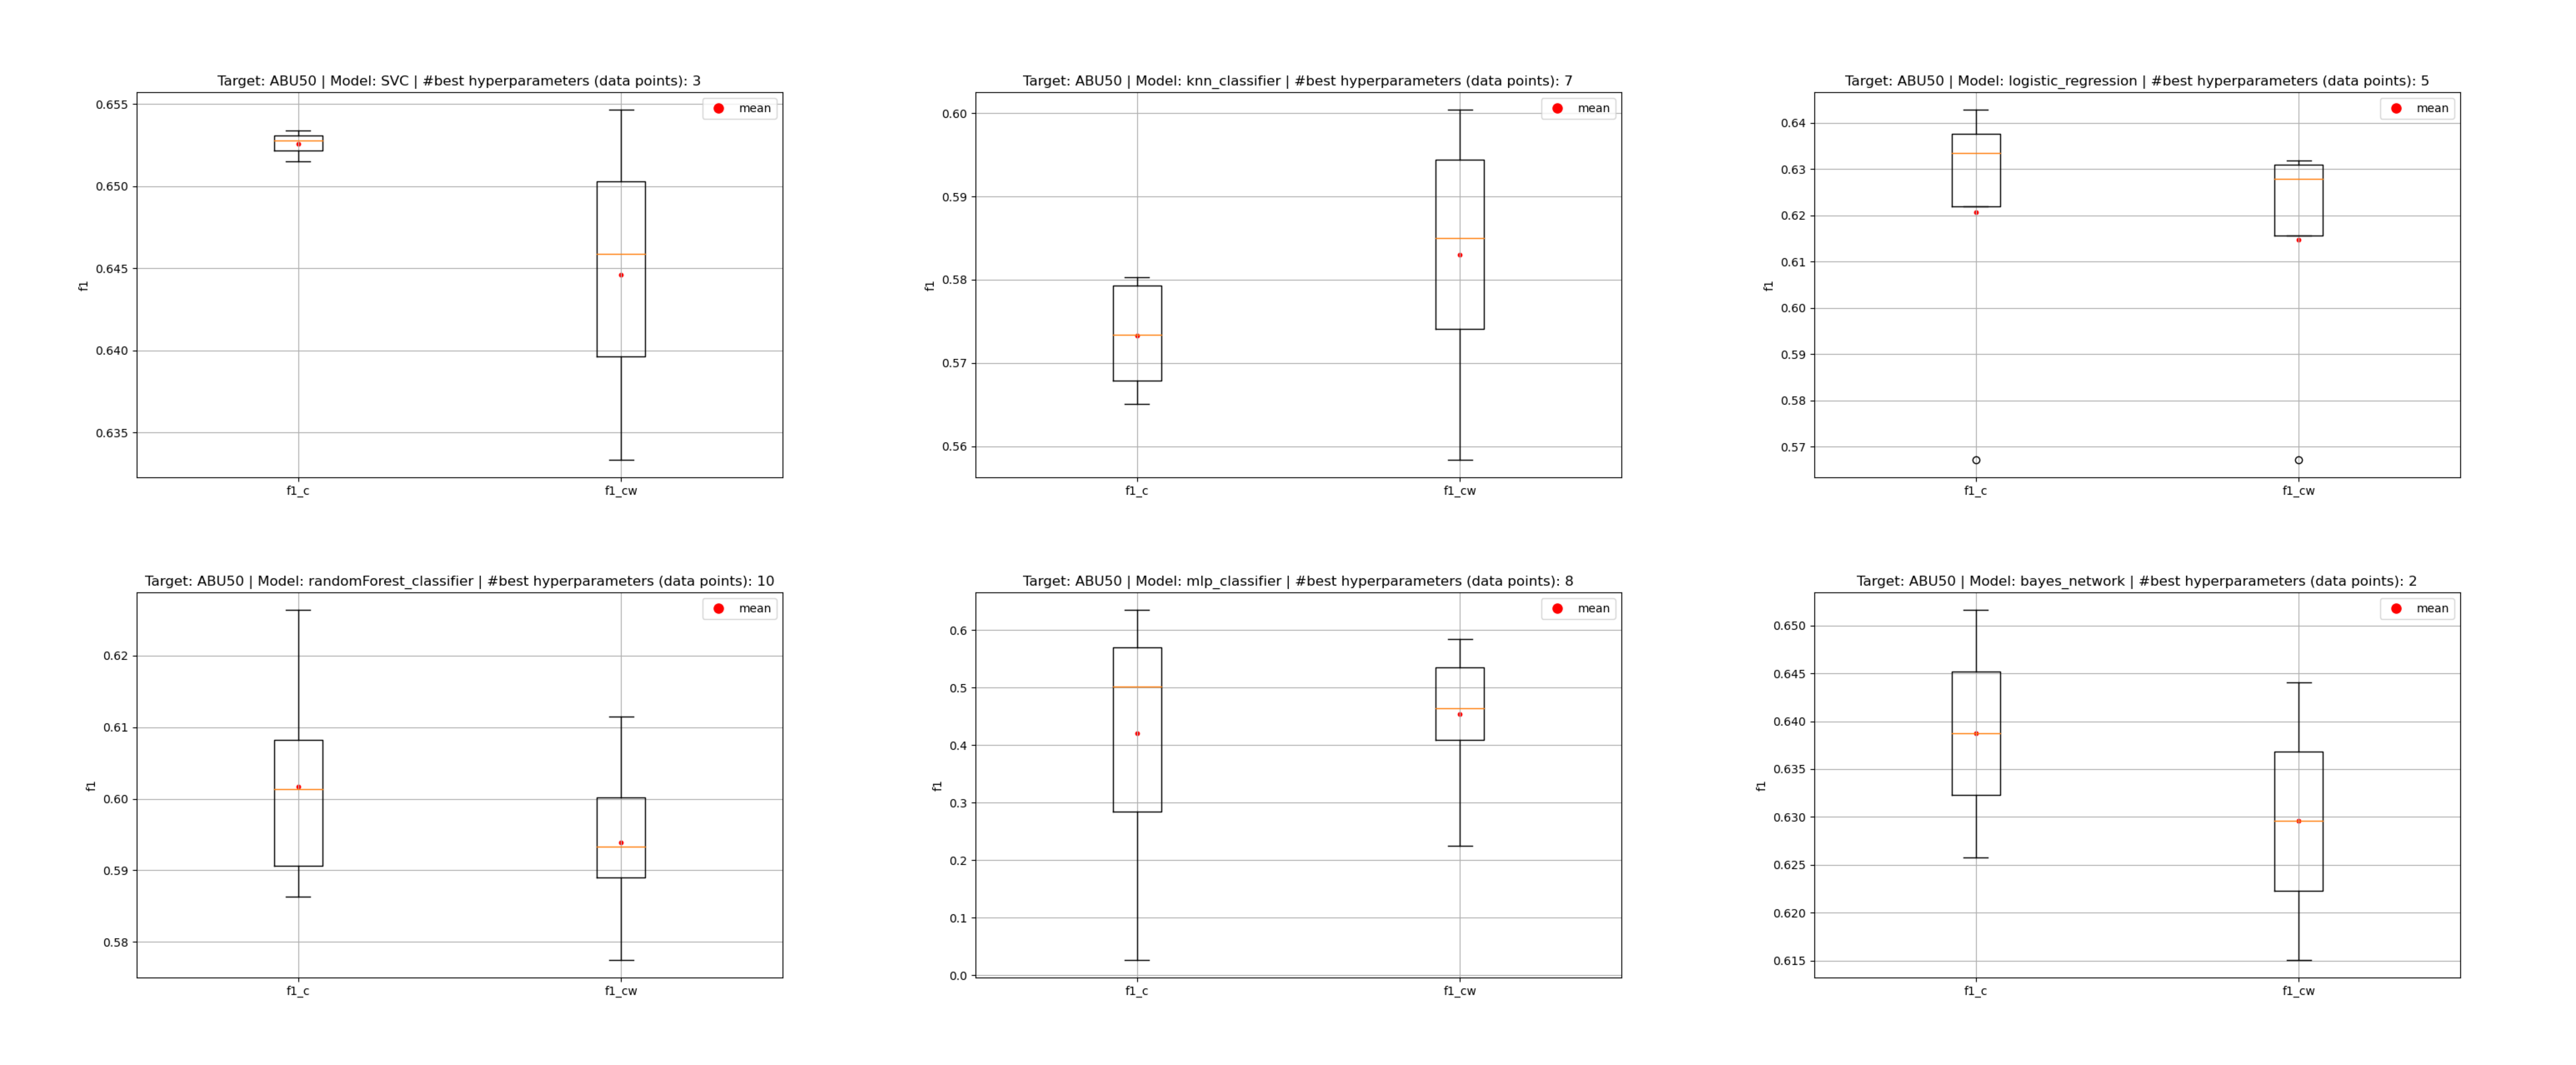 Target: ABU50 | Model: SVC | #best hyperparameters (data points): 3
mean
0.655
0.650
0.645
0.640
0.635
f1
f1_c
f1_cw
Target: ABU50 | Model: knn_classifier | #best hyperparameters (data points): 7
mean
0.60
0.59
0.58
0.57
0.56
f1
f1_c
f1_cw
Target: ABU50 | Model: logistic_regression | #best hyperparameters (data points): 5
mean
0.64
0.63
0.62
0.61
0.60
0.59
0.58
0.57
f1
f1_c
f1_cw
Target: ABU50 | Model: randomForest_classifier | #best hyperparameters (data points): 10
mean
0.62
0.61
0.60
0.59
0.58
f1
f1_c
f1_cw
Target: ABU50 | Model: mlp_classifier | #best hyperparameters (data points): 8
mean
0.6
0.5
0.4
0.3
0.2
0.1
0.0
f1
f1_c
f1_cw
Target: ABU50 | Model: bayes_network | #best hyperparameters (data points): 2
mean
0.650
0.645
0.640
0.635
0.630
0.625
0.620
0.615
f1
f1_c
f1_cw